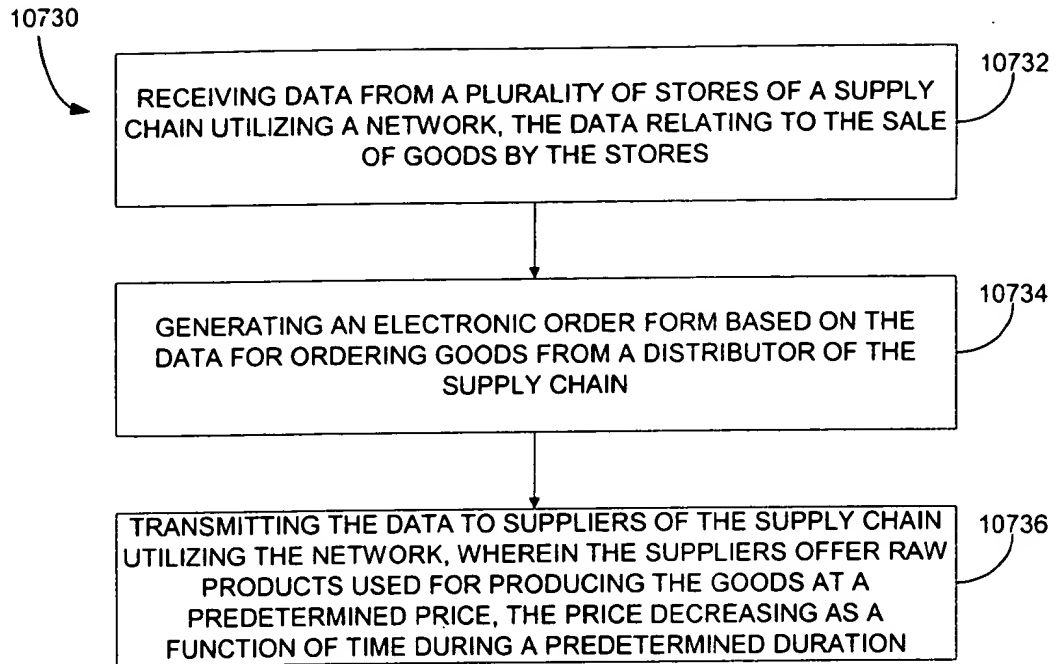 10730
10732
RECEIVING DATA FROM A PLURALITY OF STORES OF A SUPPLY
CHAIN UTILIZING A NETWORK, THE DATA RELATING TO THE SALE
OF GOODS BY THE STORES
10734
GENERATING AN ELECTRONIC ORDER FORM BASED ON THE
DATA FOR ORDERING GOODS FROM A DISTRIBUTOR OF THE
SUPPLY CHAIN
10736
TRANSMITTING THE DATA TO SUPPLIERS OF THE SUPPLY CHAIN
UTILIZING THE NETWORK, WHEREIN THE SUPPLIERS OFFER RAW
PRODUCTS USED FOR PRODUCING THE GOODS AT A
PREDETERMINED PRICE, THE PRICE DECREASING AS A
FUNCTION OF TIME DURING A PREDETERMINED DURATION